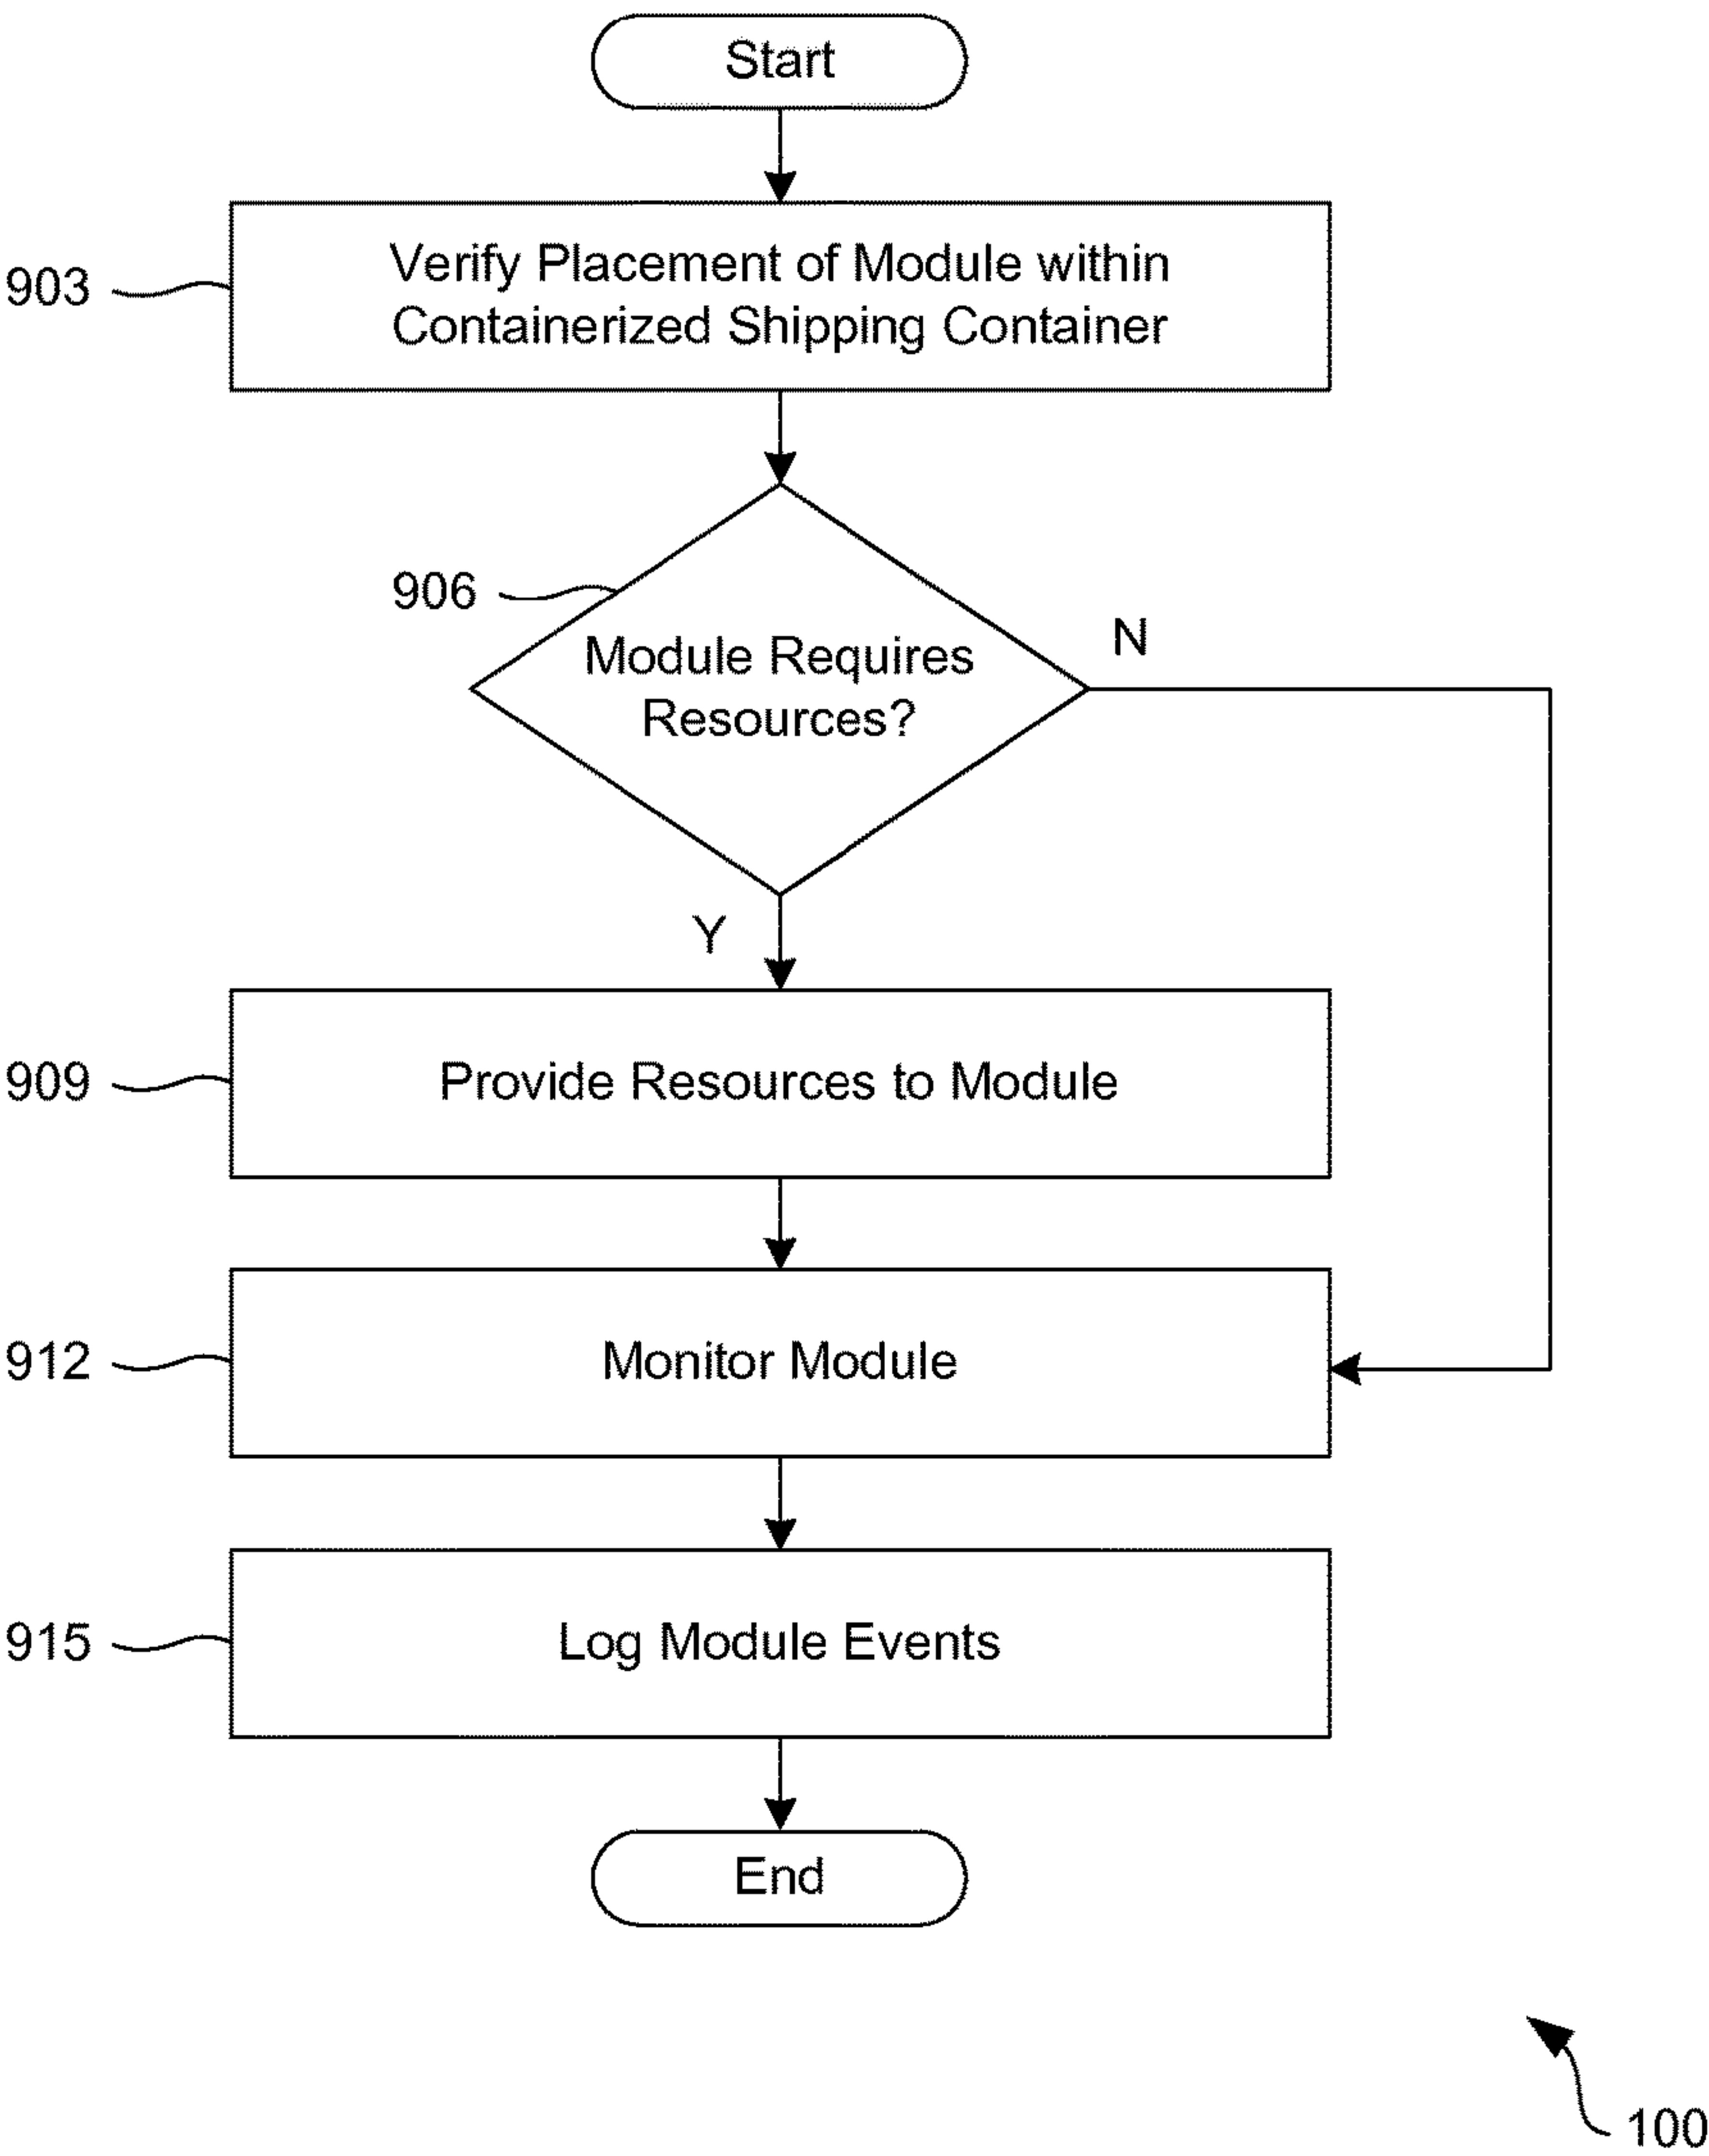 Start
903
Verify Placement of Module within
Containerized Shipping Container
906
Module Requires
Resources?
N
Y
909
Provide Resources to Module
912
Monitor Module
915
Log Module Events
End
100